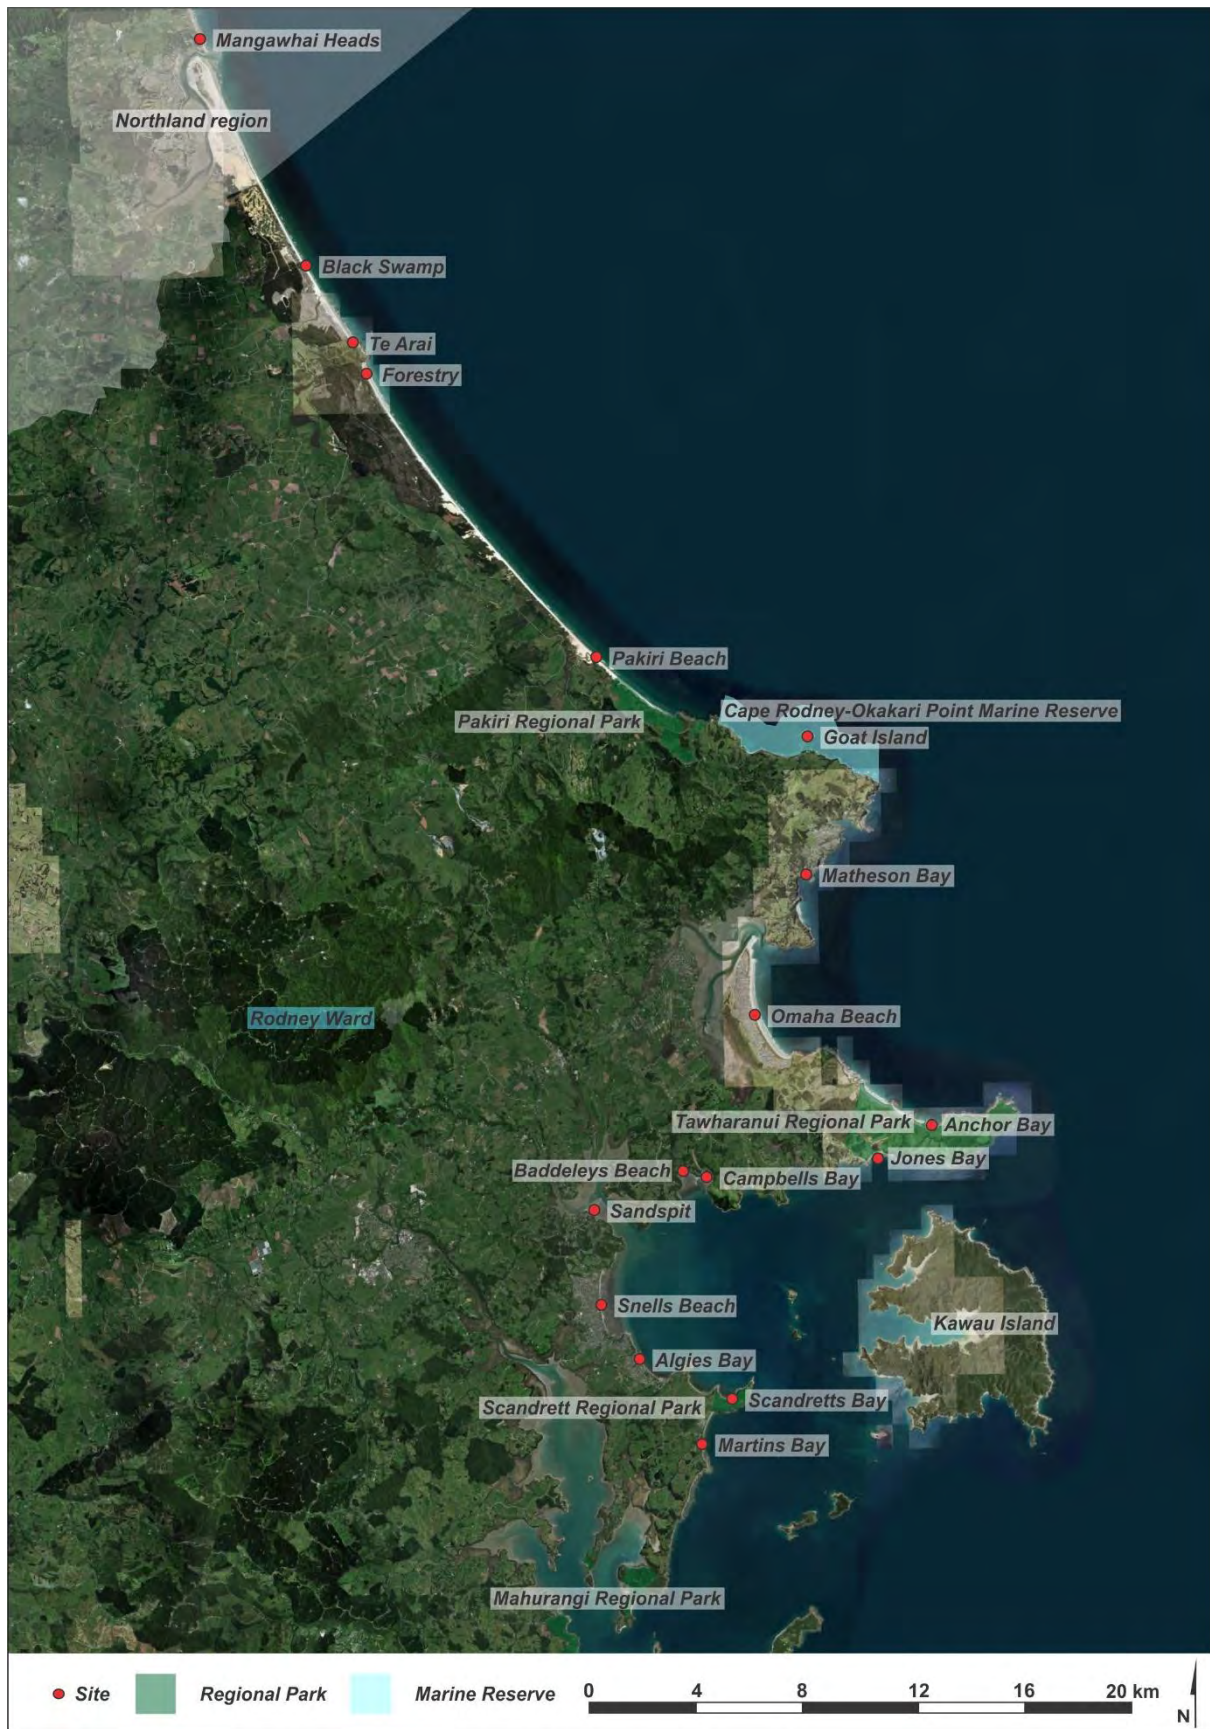 Mangawhai Heads
Northland region
Black Swamp
Te Arai
Forestry
Pakiri Beach
Pakiri Regional Park
Cape Rodney-Okakari Point Marine Reserve
Goat Island
Matheson Bay
Rodney Ward
Omaha Beach
Tawharanui Regional Park
Anchor Bay
Jones Bay
Baddeleys Beach
Campbells Bay
Sandspit
Snells Beach
Kawau Island
Algies Bay
Scandrett Regional Park
Scandretts Bay
Martins Bay
Mahurangi Regional Park
Site
Regional Park
Marine Reserve
0 4 8 12 16 20 km
N